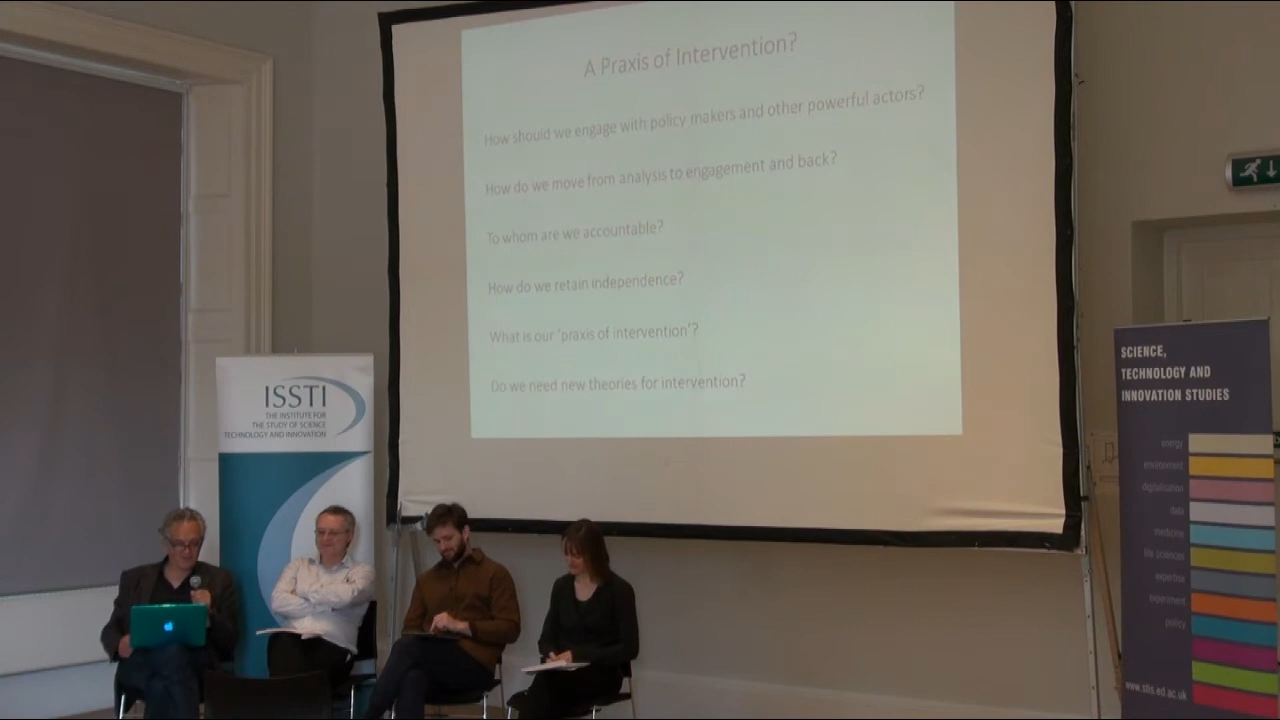 A Praxis of Intervention?
How should we engage with policy makers and other powerful actors?
How do we move from analysis to engagement and back?
To whom are we accountable?
How do we retain independence?
What is our 'praxis of intervention'?
Do we need new theories for intervention?
ISSTI
THE INSTITUTE FOR
THE STUDY OF SCIENCE
TECHNOLOGY AND INNOVATION
SCIENCE,
TECHNOLOGY AND
INNOVATION STUDIES
energy
environment
digitalisation
data
medicine
life sciences
expertise
experiment
policy
www.stis.ed.ac.uk